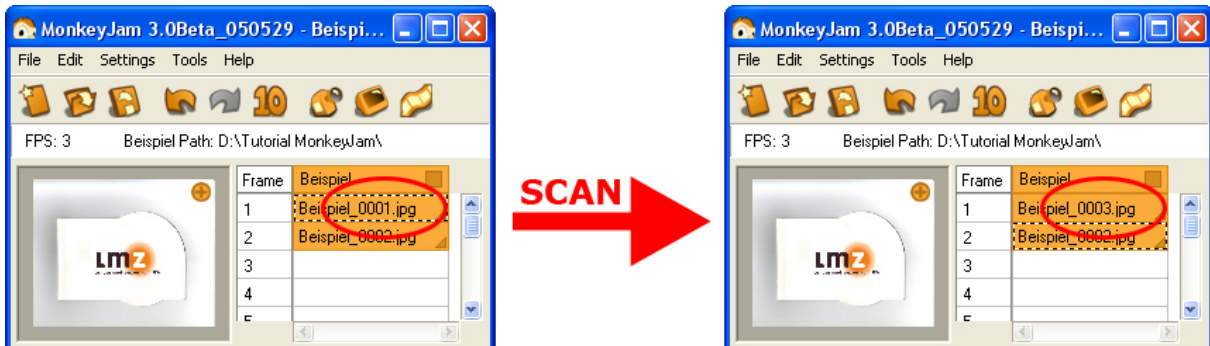 MonkeyJam 3.0Beta_050529 - Beispi...
File Edit Settings Tools Help
10
FPS: 3 Beispiel Path: D:\Tutorial MonkeyJam\
Frame Beispiel
1 Beispiel_0001.jpg
2 Beispiel_0002.jpg
3
4
5
LMZ
SCAN
MonkeyJam 3.0Beta_050529 - Beispi...
File Edit Settings Tools Help
10
FPS: 3 Beispiel Path: D:\Tutorial MonkeyJam\
Frame Beispiel
1 Beispiel_0003.jpg
2 Beispiel_0002.jpg
3
4
5
LMZ